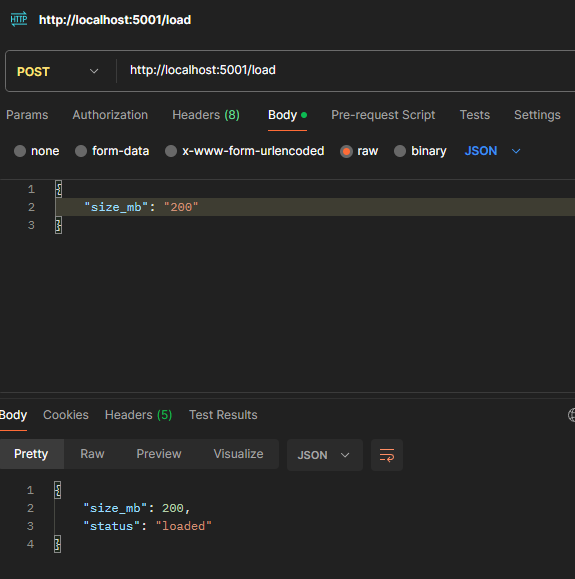 HTTP http://localhost:5001/load
POST http://localhost:5001/load
Params Authorization Headers (8) Body Pre-request Script Tests Settings
none form-data x-www-form-urlencoded raw binary JSON
1 {
2 "size_mb": "200"
3 }
Body Cookies Headers (5) Test Results
Pretty Raw Preview Visualize JSON
1 {
2 "size_mb": 200,
3 "status": "loaded"
4 }